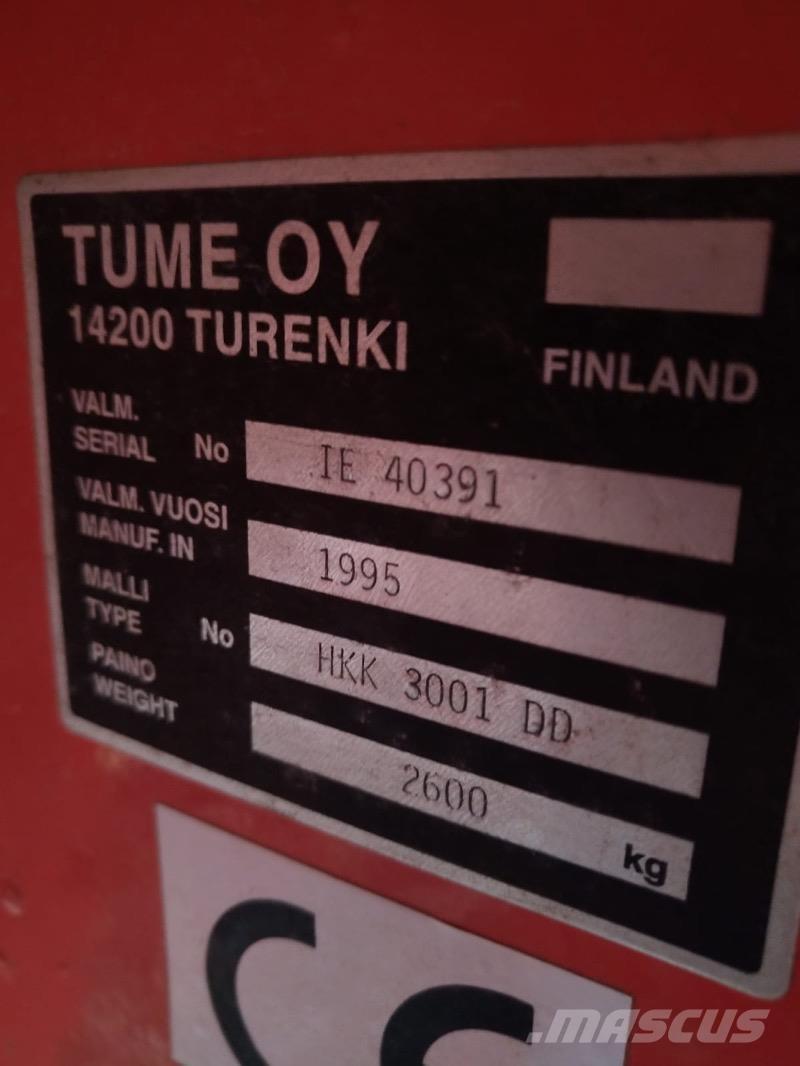 TUME OY
14200 TURENKI
FINLAND
VALM.
SERIAL No IE 40391
VALM. VUOSI
MANUF. IN 1995
MALLI
TYPE No HKK 3001 DD
PAINO
WEIGHT 2600 kg
CE
.MASCUS